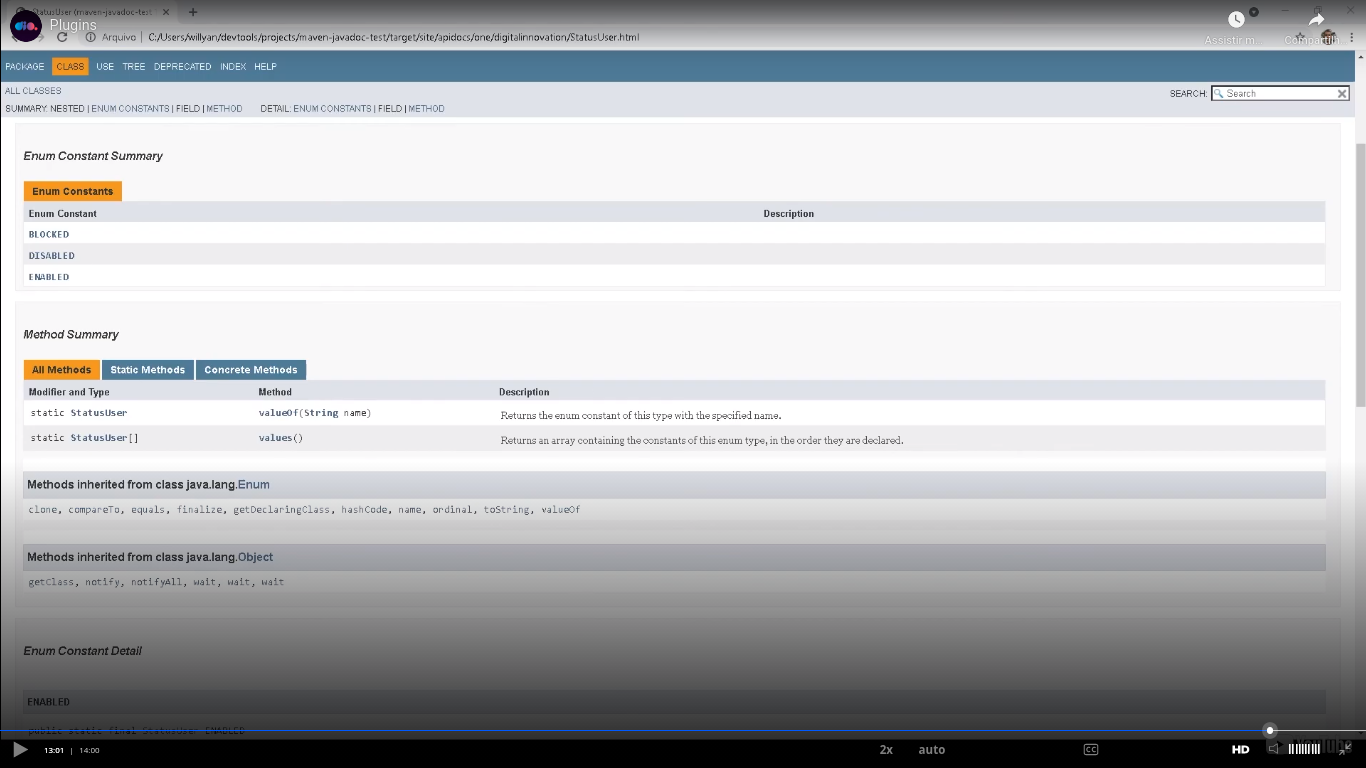 StatusUser (maven-javadoc-test
Plugins
Arquivo | C:/Users/willyan/devtools/projects/maven-javadoc-test/target/site/apidocs/one/digitalinnovation/StatusUser.html
Assistir m... Compartilh...
PACKAGE CLASS USE TREE DEPRECATED INDEX HELP
ALL CLASSES
SEARCH: Search
SUMMARY: NESTED | ENUM CONSTANTS | FIELD | METHOD DETAIL: ENUM CONSTANTS | FIELD | METHOD
Enum Constant Summary
Enum Constants
Enum Constant Description
BLOCKED
DISABLED
ENABLED
Method Summary
All Methods Static Methods Concrete Methods
Modifier and Type Method Description
static StatusUser valueOf(String name) Returns the enum constant of this type with the specified name.
static StatusUser[] values() Returns an array containing the constants of this enum type, in the order they are declared.
Methods inherited from class java.lang.Enum
clone, compareTo, equals, finalize, getDeclaringClass, hashCode, name, ordinal, toString, valueOf
Methods inherited from class java.lang.Object
getClass, notify, notifyAll, wait, wait, wait
Enum Constant Detail
ENABLED
public static final StatusUser ENABLED
13:01 | 14:00 2x auto CC HD